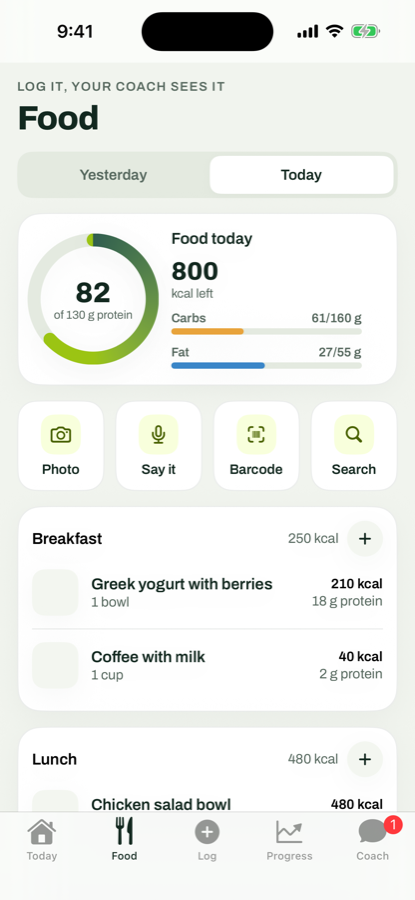 9:41
LOG IT, YOUR COACH SEES IT
Food
Yesterday
Today
82
of 130 g protein
Food today
800
kcal left
Carbs 61/160 g
Fat 27/55 g
Photo
Say it
Barcode
Search
Breakfast 250 kcal
Greek yogurt with berries 210 kcal
1 bowl 18 g protein
Coffee with milk 40 kcal
1 cup 2 g protein
Lunch 480 kcal
Chicken salad bowl 480 kcal
Today
Food
Log
Progress
Coach
1